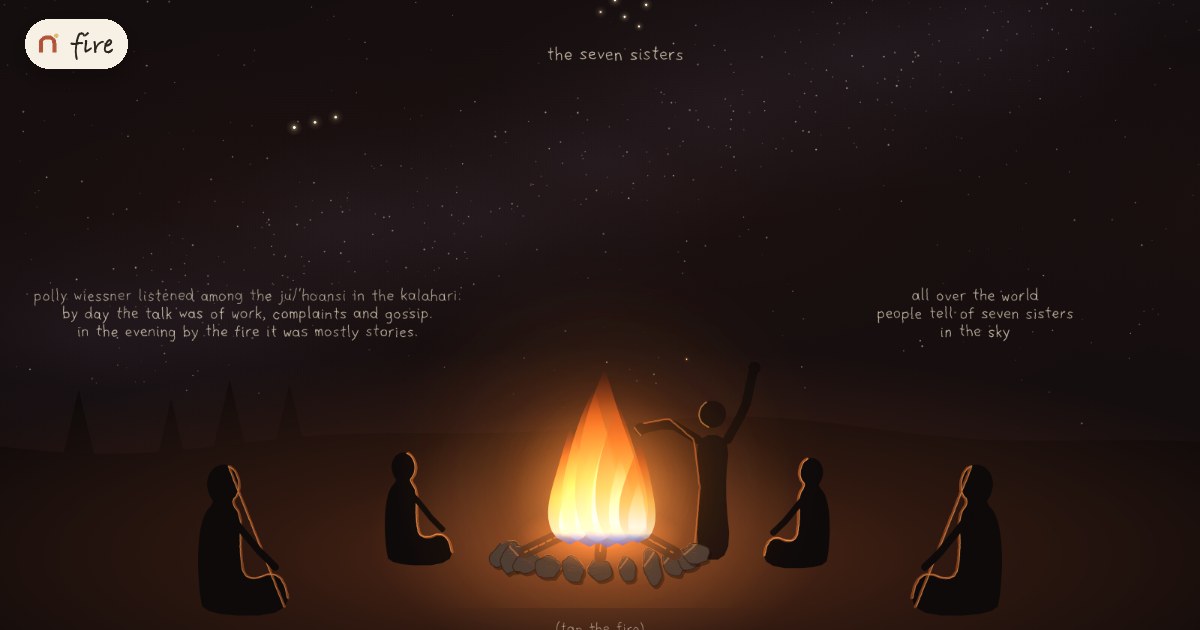 fire
the seven sisters
polly wiessner listened among the ju/'hoansi in the kalahari:
by day the talk was of work, complaints and gossip.
in the evening by the fire it was mostly stories.
all over the world
people tell of seven sisters
in the sky
(tap the fire)